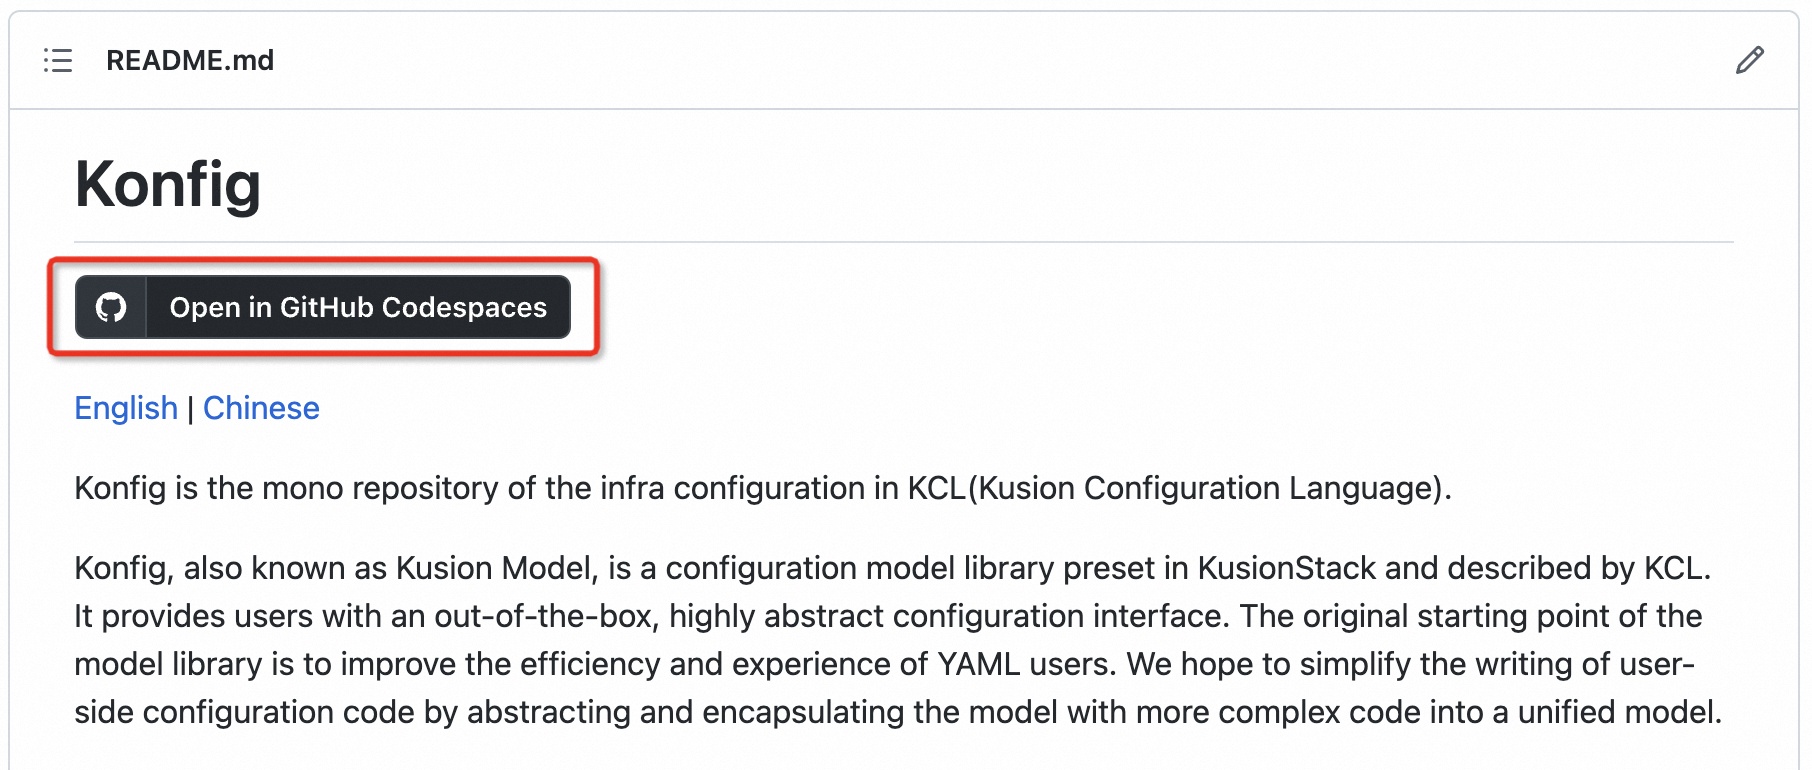 README.md
Konfig
Open in GitHub Codespaces
English | Chinese
Konfig is the mono repository of the infra configuration in KCL(Kusion Configuration Language).
Konfig, also known as Kusion Model, is a configuration model library preset in KusionStack and described by KCL.
It provides users with an out-of-the-box, highly abstract configuration interface. The original starting point of the
model library is to improve the efficiency and experience of YAML users. We hope to simplify the writing of user-
side configuration code by abstracting and encapsulating the model with more complex code into a unified model.